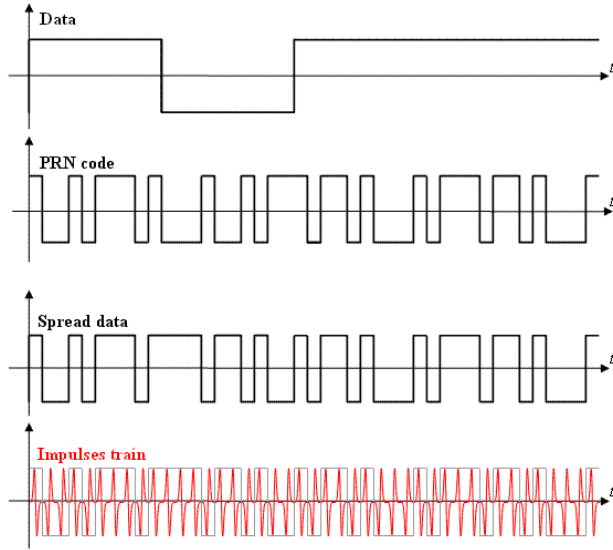 Data
t
PRN code
t
Spread data
t
Impulses train
t